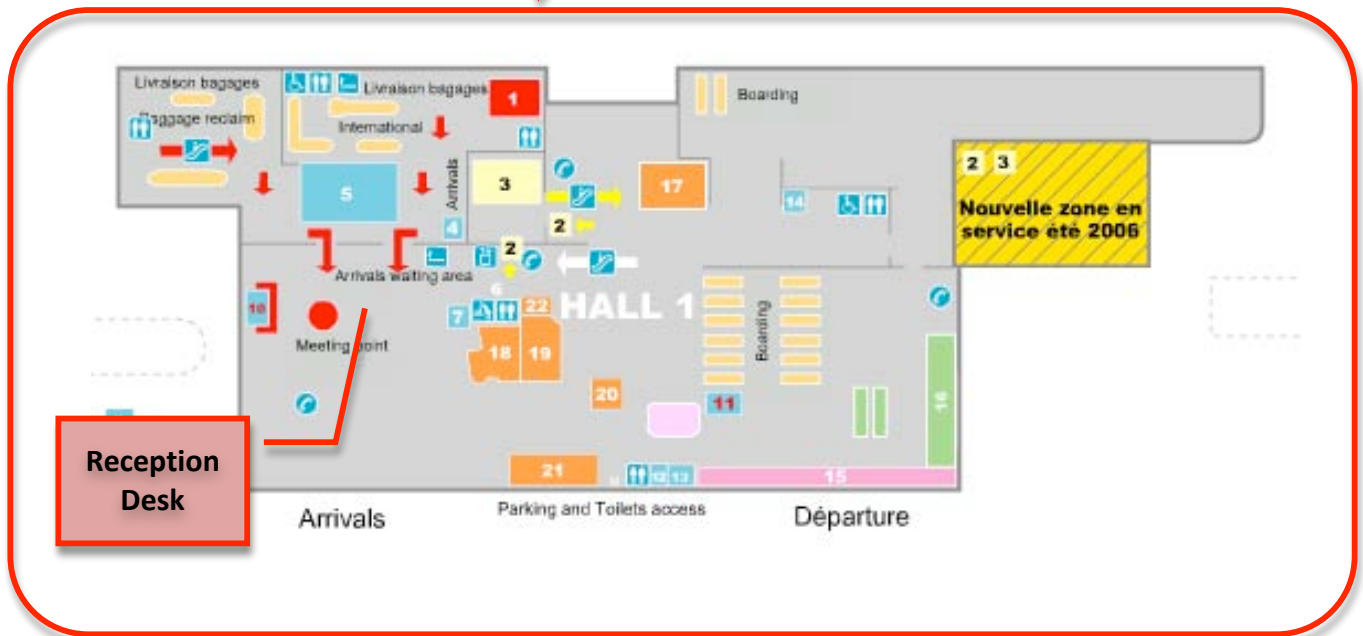 Livraison bagages
Livraison bagages
1
Boarding
Baggage reclaim
International
Arrivals
3
17
2 3
5
14
Nouvelle zone en
service été 2006
4
2
2
Arrivals waiting area
6
10
7
22
HALL 1
Meeting point
18
19
Boarding
20
11
16
Reception
Desk
21
12
13
15
Arrivals
Parking and Toilets access
Départure